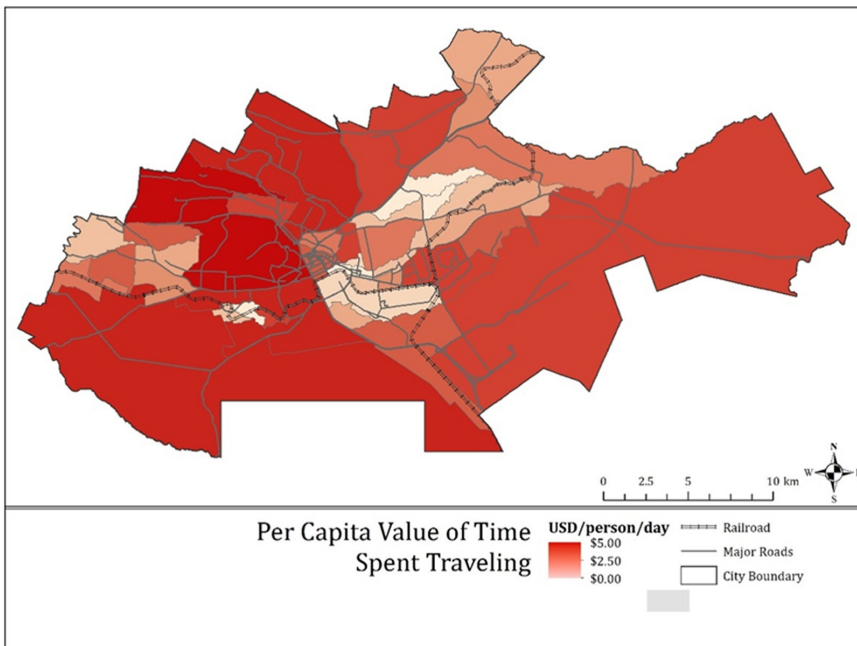 N
W
S
0 2.5 5 10 km
Per Capita Value of Time
Spent Traveling
USD/person/day
$5.00
$2.50
$0.00
Railroad
Major Roads
City Boundary